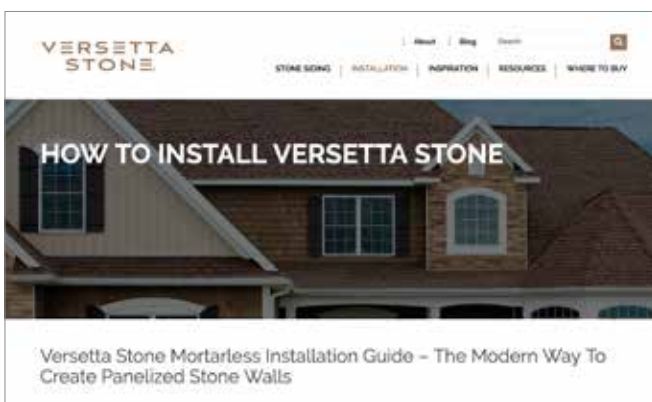 VERSETTA
STONE
About | Blog Search
STONE SIDING | INSTALLATION | INSPIRATION | RESOURCES | WHERE TO BUY
HOW TO INSTALL VERSETTA STONE
Versetta Stone Mortarless Installation Guide – The Modern Way To
Create Panelized Stone Walls